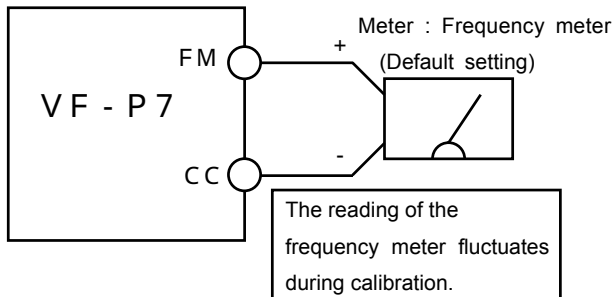 Meter : Frequency meter
(Default setting)
FM
+
VF-P7
-
CC
The reading of the
frequency meter fluctuates
during calibration.